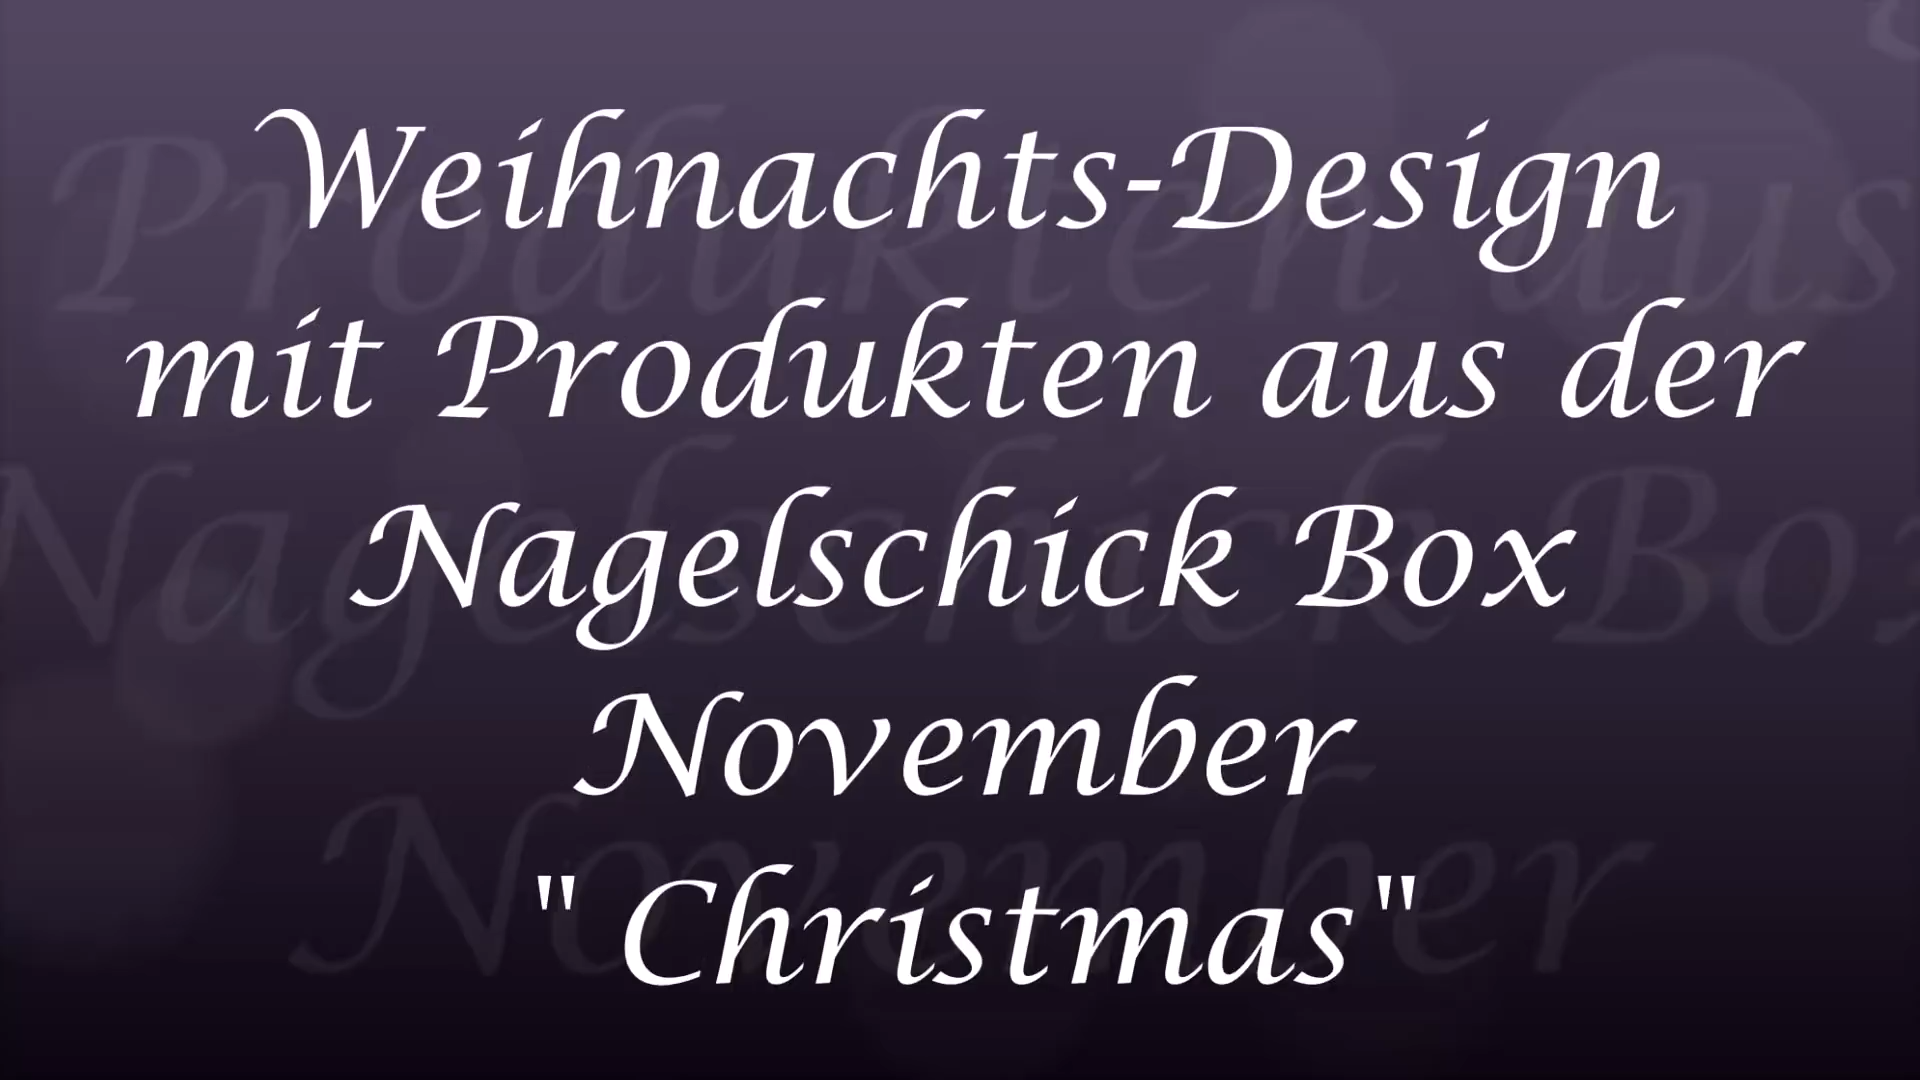 Weihnachts-Design
mit Produkten aus der
Nagelschick Box
November
" Christmas"